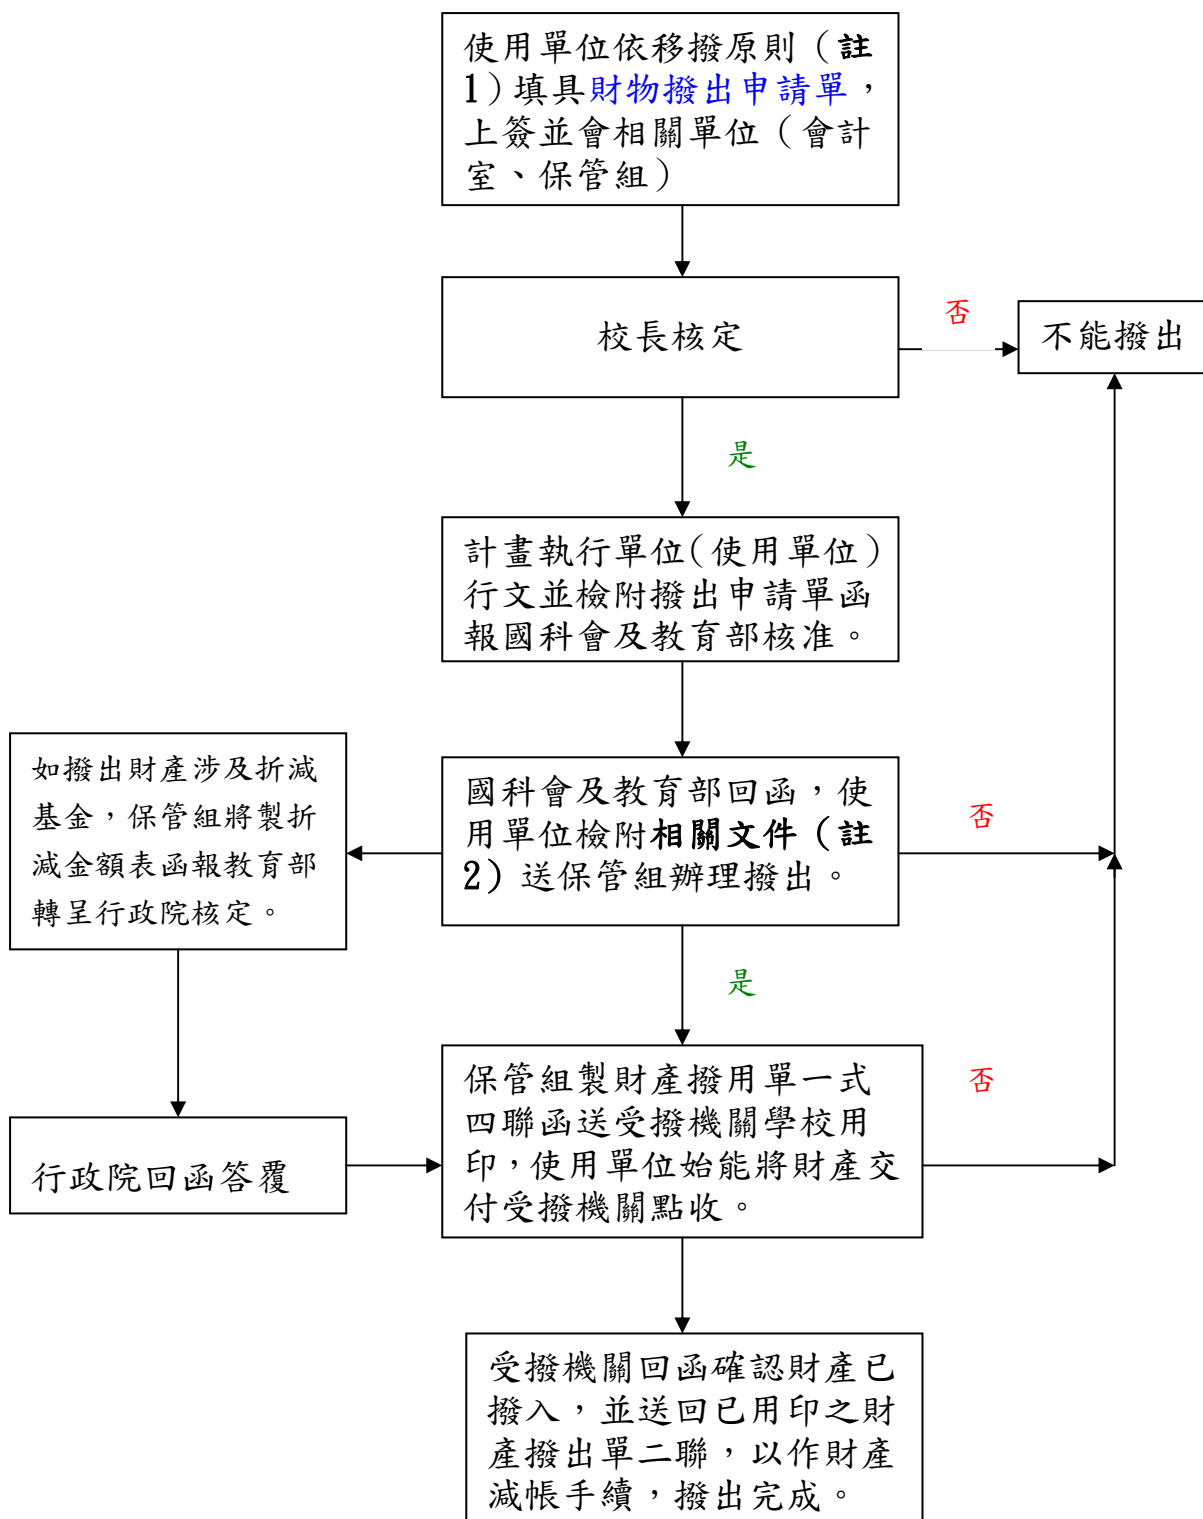 使用單位依移撥原則（註
1）填具財物撥出申請單，
上簽並會相關單位（會計
室、保管組）
校長核定
否
不能撥出
是
計畫執行單位(使用單位)
行文並檢附撥出申請單函
報國科會及教育部核准。
如撥出財產涉及折減
基金，保管組將製折
減金額表函報教育部
轉呈行政院核定。
國科會及教育部回函，使
用單位檢附相關文件（註
2）送保管組辦理撥出。
否
是
行政院回函答覆
保管組製財產撥用單一式
四聯函送受撥機關學校用
印，使用單位始能將財產交
付受撥機關點收。
否
受撥機關回函確認財產已
撥入，並送回已用印之財
產撥出單二聯，以作財產
減帳手續，撥出完成。